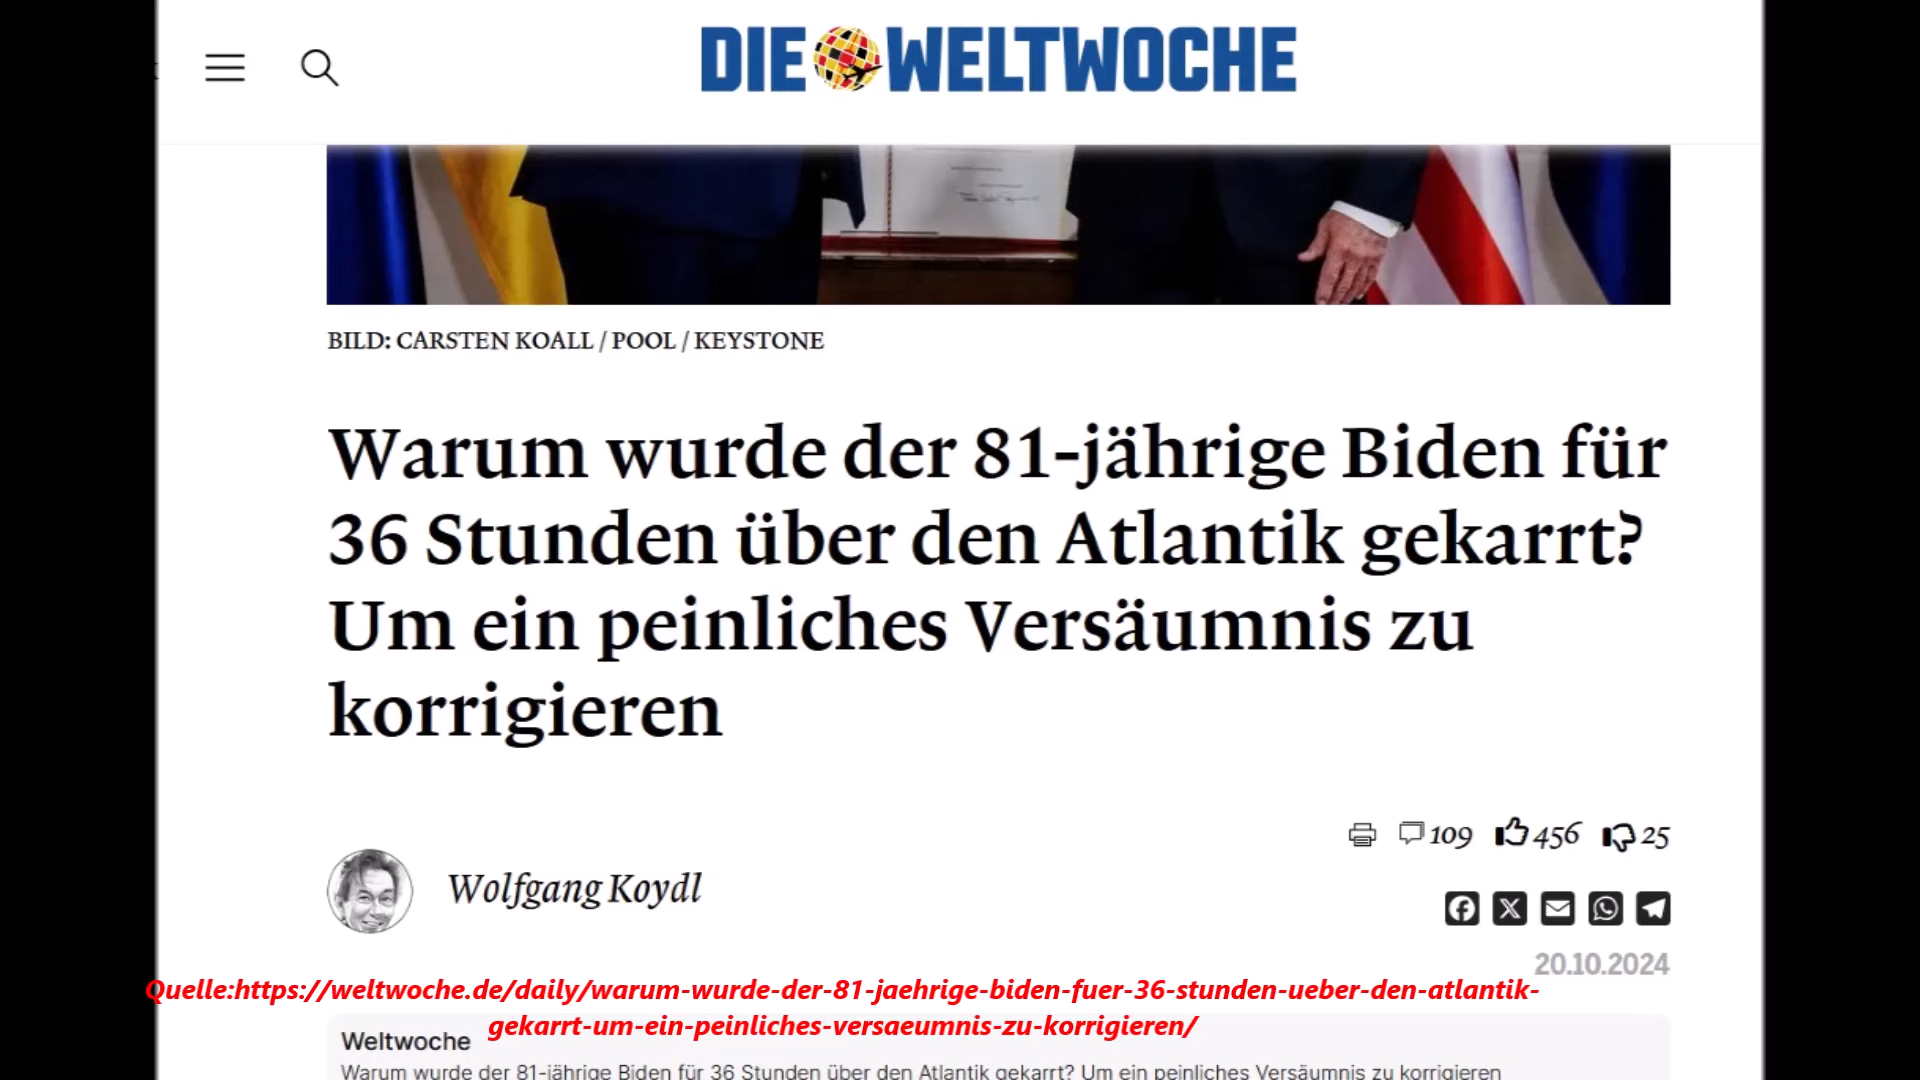 DIE WELTWOCHE
BILD: CARSTEN KOALL / POOL / KEYSTONE
Warum wurde der 81-jährige Biden für
36 Stunden über den Atlantik gekarrt?
Um ein peinliches Versäumnis zu
korrigieren
109 456 25
Wolfgang Koydl
20.10.2024
Quelle:https://weltwoche.de/daily/warum-wurde-der-81-jaehrige-biden-fuer-36-stunden-ueber-den-atlantik-
gekarrt-um-ein-peinliches-versaeumnis-zu-korrigieren/
Weltwoche
Warum wurde der 81-jährige Biden für 36 Stunden über den Atlantik gekarrt? Um ein peinliches Versäumnis zu korrigieren